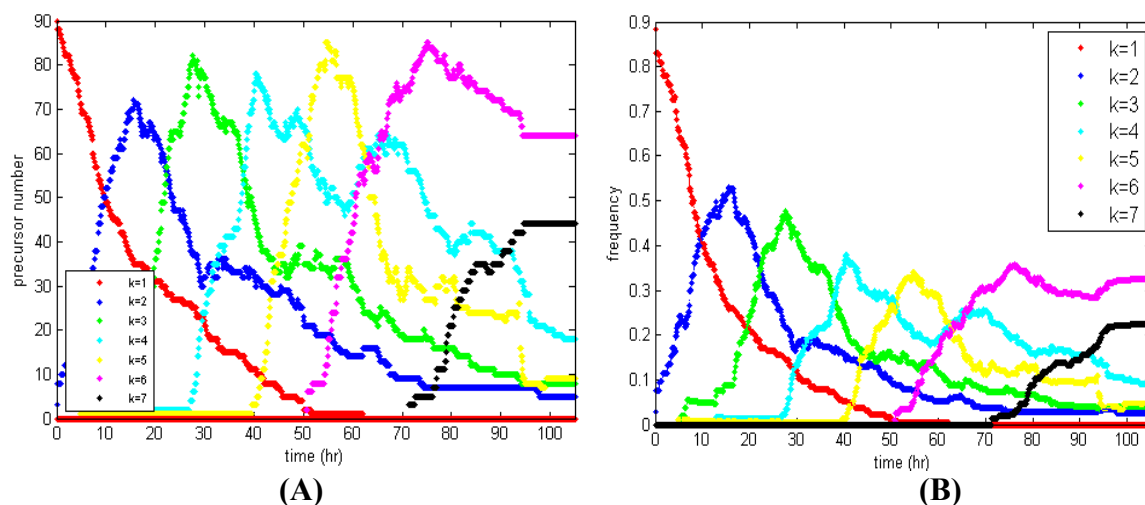 90
80
70
60
50
40
30
20
10
0
precursor number
k=1
k=2
k=3
k=4
k=5
k=6
k=7
0 10 20 30 40 50 60 70 80 90 100
time (hr)
(A)
0.9
0.8
0.7
0.6
0.5
0.4
0.3
0.2
0.1
0
frequency
k=1
k=2
k=3
k=4
k=5
k=6
k=7
0 10 20 30 40 50 60 70 80 90 100
time (hr)
(B)